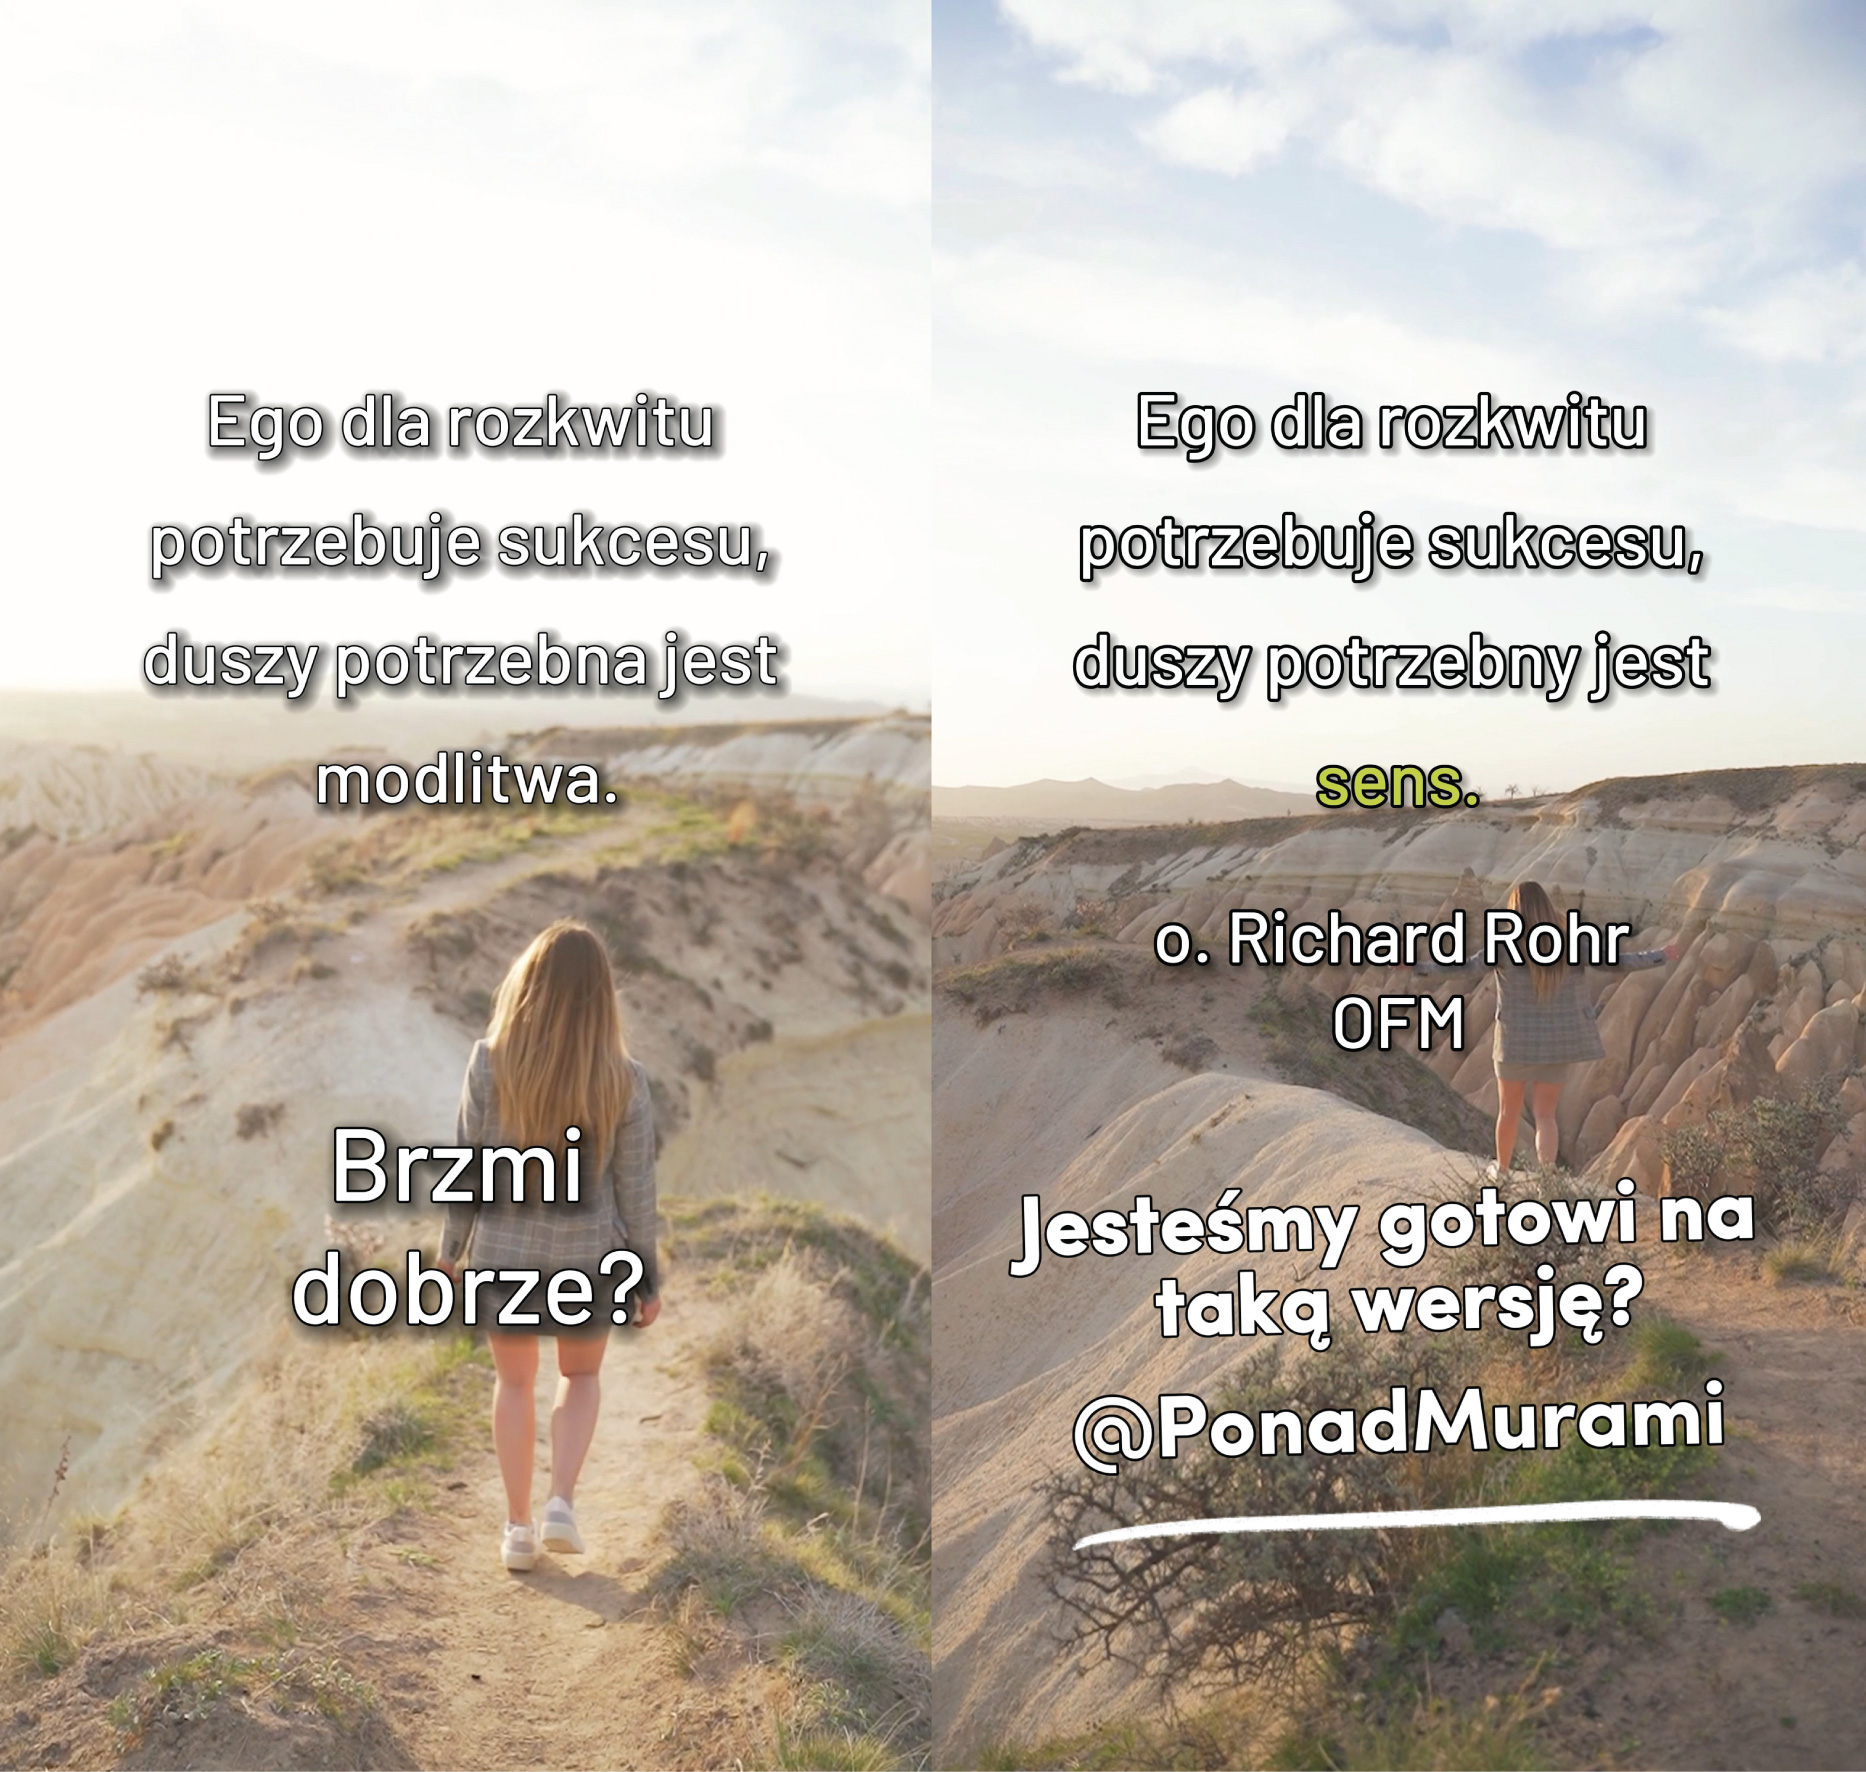 Ego dla rozkwitu
potrzebuje sukcesu,
duszy potrzebna jest
modlitwa.
Brzmi
dobrze?
Ego dla rozkwitu
potrzebuje sukcesu,
duszy potrzebny jest
sens.
o. Richard Rohr
OFM
Jesteśmy gotowi na
taką wersję?
@PonadMurami